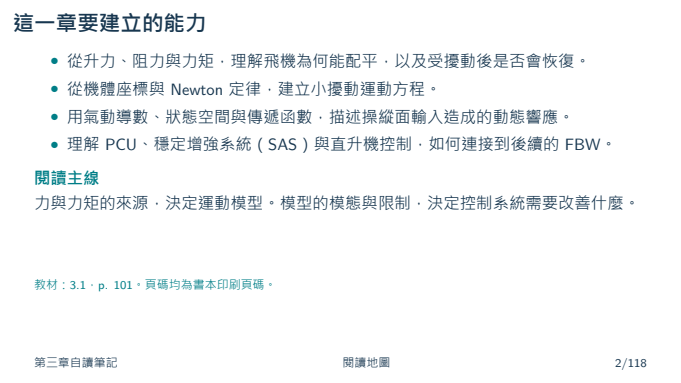 這一章要建立的能力
• 從升力、阻力與力矩，理解飛機為何能配平，以及受擾動後是否會恢復。
• 從機體座標與 Newton 定律，建立小擾動運動方程。
• 用氣動導數、狀態空間與傳遞函數，描述操縱面輸入造成的動態響應。
• 理解 PCU、穩定增強系統（SAS）與直升機控制，如何連接到後續的 FBW。
閱讀主線
力與力矩的來源，決定運動模型。模型的模態與限制，決定控制系統需要改善什麼。
教材：3.1，p. 101。頁碼均為書本印刷頁碼。
第三章自讀筆記 閱讀地圖 2/118